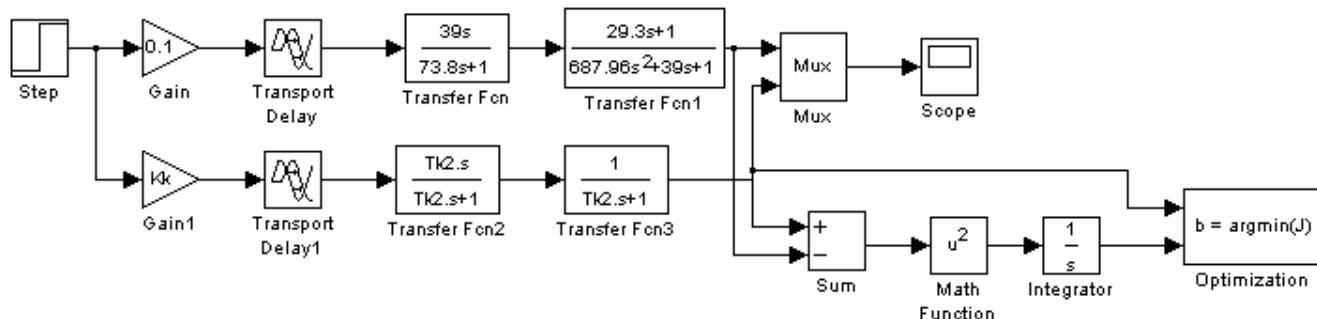 Step
0.1
Gain
Transport
Delay
39s
73.8s+1
Transfer Fcn
29.3s+1
687.96s²+39s+1
Transfer Fcn1
Mux
Mux
Scope
Kk
Gain1
Transport
Delay1
Tk2.s
Tk2.s+1
Transfer Fcn2
1
Tk2.s+1
Transfer Fcn3
+
−
Sum
u²
Math
Function
1
s
Integrator
b = argmin(J)
Optimization